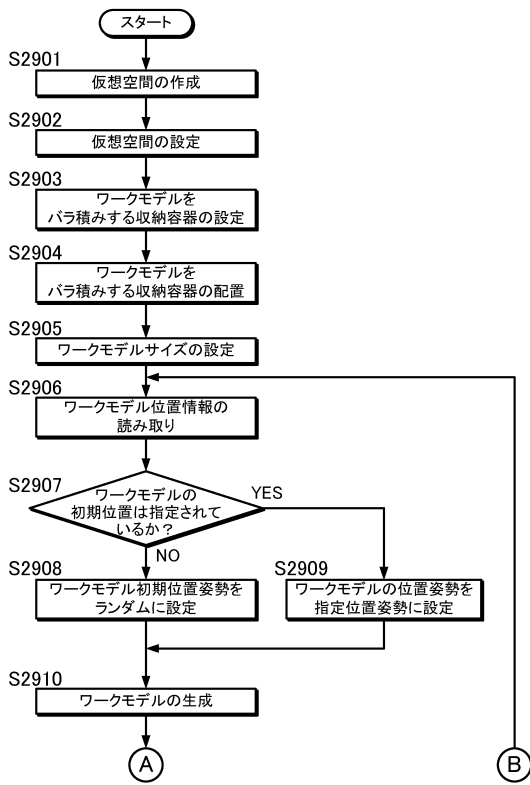 スタート
S2901
仮想空間の作成
S2902
仮想空間の設定
S2903
ワークモデルを
バラ積みする収納容器の設定
S2904
ワークモデルを
バラ積みする収納容器の配置
S2905
ワークモデルサイズの設定
S2906
ワークモデル位置情報の
読み取り
S2907
ワークモデルの
初期位置は指定されて
いるか？
YES
NO
S2908
ワークモデル初期位置姿勢を
ランダムに設定
S2909
ワークモデルの位置姿勢を
指定位置姿勢に設定
S2910
ワークモデルの生成
A
B